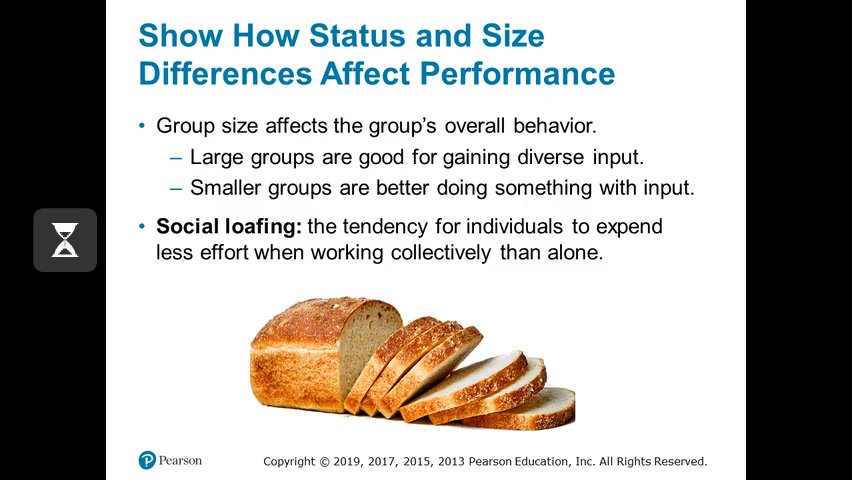 Show How Status and Size
Differences Affect Performance
• Group size affects the group’s overall behavior.
– Large groups are good for gaining diverse input.
– Smaller groups are better doing something with input.
• Social loafing: the tendency for individuals to expend
less effort when working collectively than alone.
Pearson
Copyright © 2019, 2017, 2015, 2013 Pearson Education, Inc. All Rights Reserved.